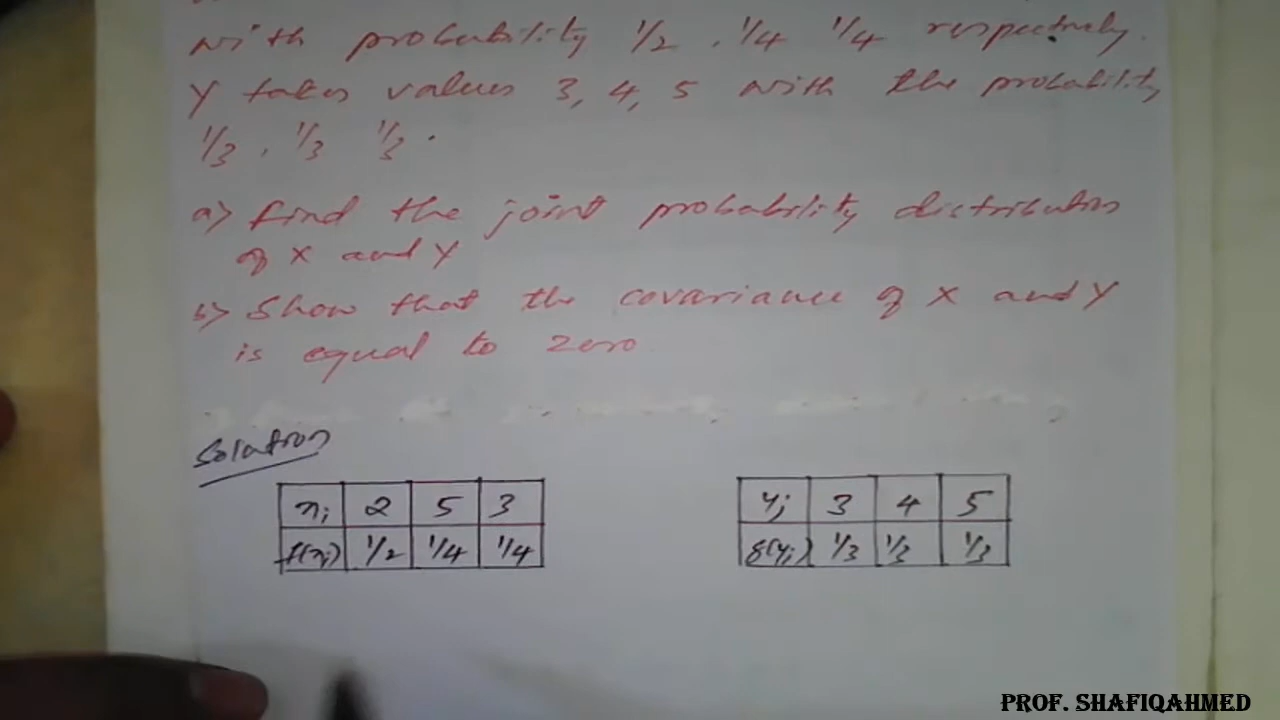 with probability 1/2, 1/4 1/4 respectively.
Y takes values 3, 4, 5 with the probability
1/3, 1/3 1/3.
a) Find the joint probability distribution
of X and Y
b) Show that the covariance of X and Y
is equal to zero.
Solution
xi 2 5 3
f(xi) 1/2 1/4 1/4
yj 3 4 5
g(yj) 1/3 1/3 1/3
PROF. SHAFIQAHMED